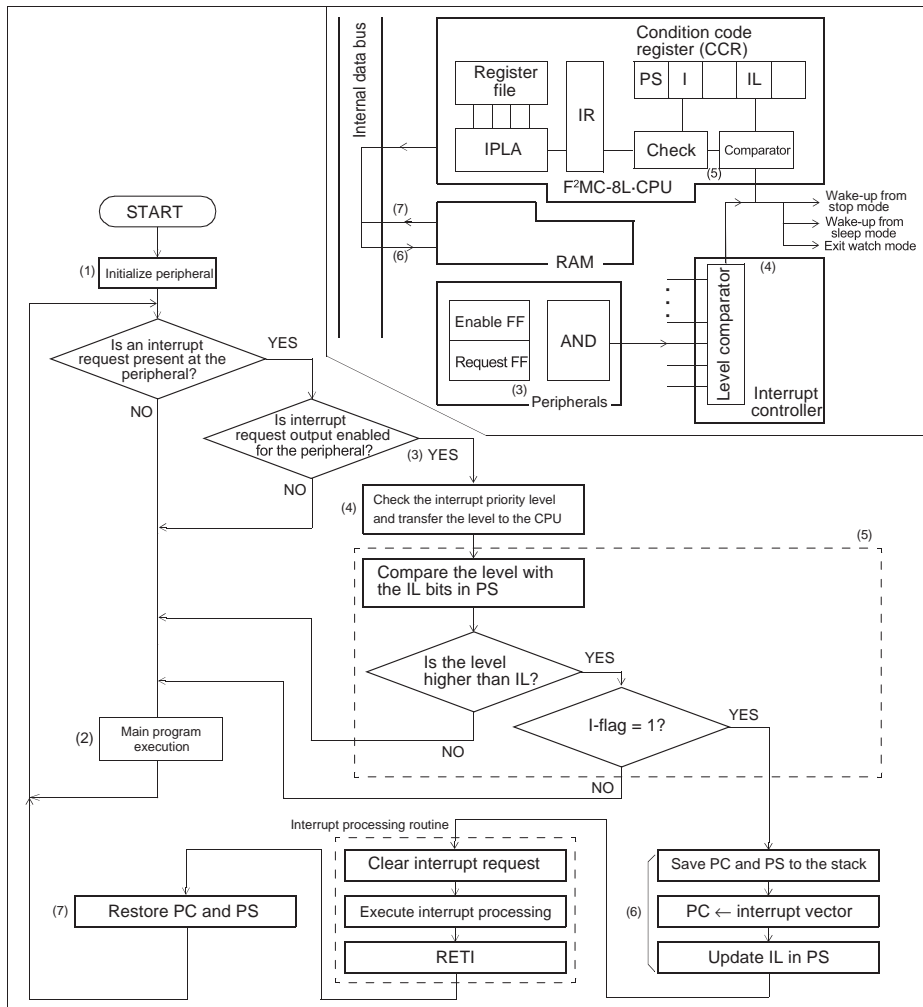 Internal data bus
Condition code
register (CCR)
Register
file
IR
PS I IL
IPLA
Check
Comparator
(5)
F²MC-8L·CPU
Wake-up from
stop mode
Wake-up from
sleep mode
Exit watch mode
(7)
(6)
RAM
(4)
Level comparator
Interrupt
controller
Enable FF
Request FF
AND
(3)
Peripherals
START
(1)
Initialize peripheral
Is an interrupt
request present at the
peripheral?
YES
NO
Is interrupt
request output enabled
for the peripheral?
(3) YES
NO
(4)
Check the interrupt priority level
and transfer the level to the CPU
(5)
Compare the level with
the IL bits in PS
Is the level
higher than IL?
YES
NO
I-flag = 1?
YES
NO
(2)
Main program
execution
Interrupt processing routine
Clear interrupt request
Execute interrupt processing
RETI
(7)
Restore PC and PS
(6)
Save PC and PS to the stack
PC ← interrupt vector
Update IL in PS